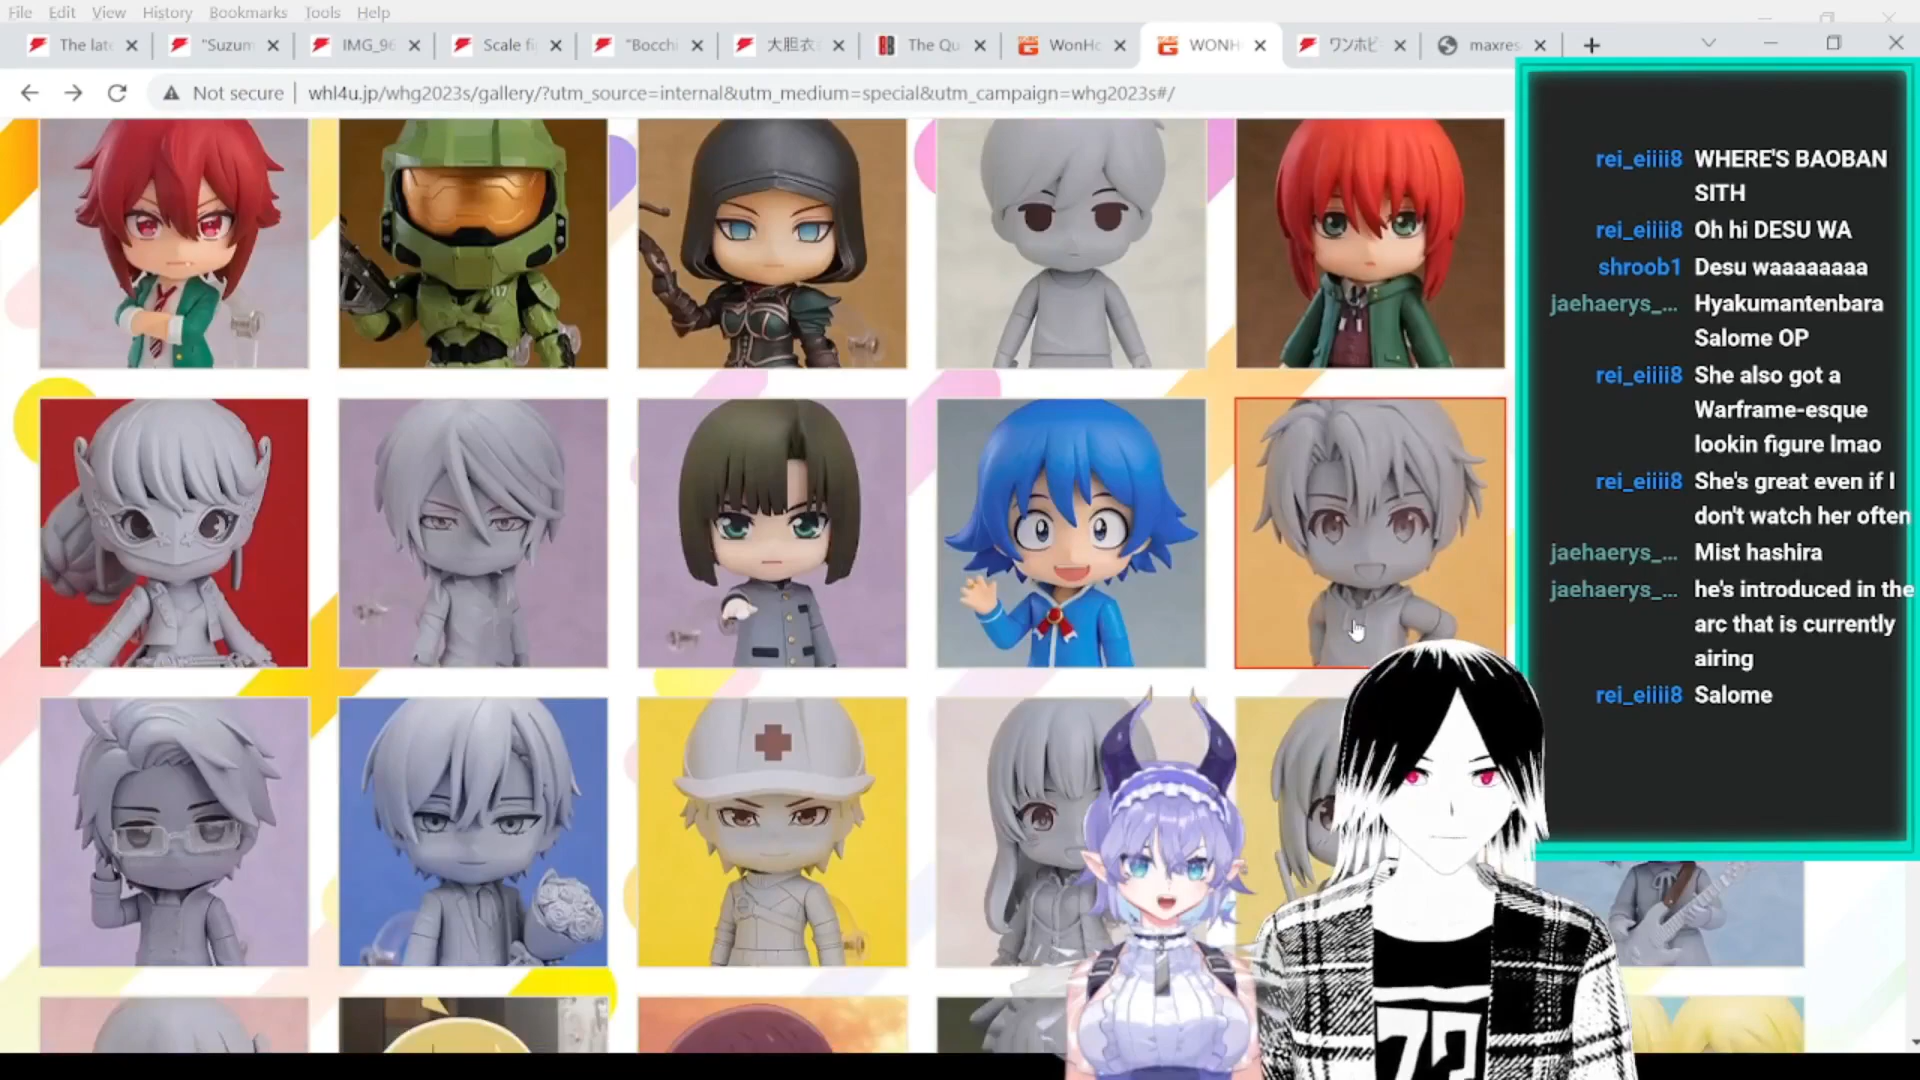 File Edit View History Bookmarks Tools Help
The late "Suzum IMG_96 Scale fi "Bocchi 大胆衣 The Qu WonHo WONH ワンホビ maxres
Not secure whl4u.jp/whg2023s/gallery/?utm_source=internal&utm_medium=special&utm_campaign=whg2023s#/
rei_eiiii8 WHERE'S BAOBAN
SITH
rei_eiiii8 Oh hi DESU WA
shroob1 Desu waaaaaaaa
jaehaerys_... Hyakumantenbara
Salome OP
rei_eiiii8 She also got a
Warframe-esque
lookin figure lmao
rei_eiiii8 She's great even if I
don't watch her often
jaehaerys_... Mist hashira
jaehaerys_... he's introduced in the
arc that is currently
airing
rei_eiiii8 Salome
117
72